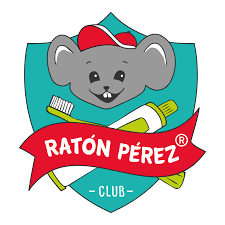 RATÓN PÉREZ®
- CLUB -